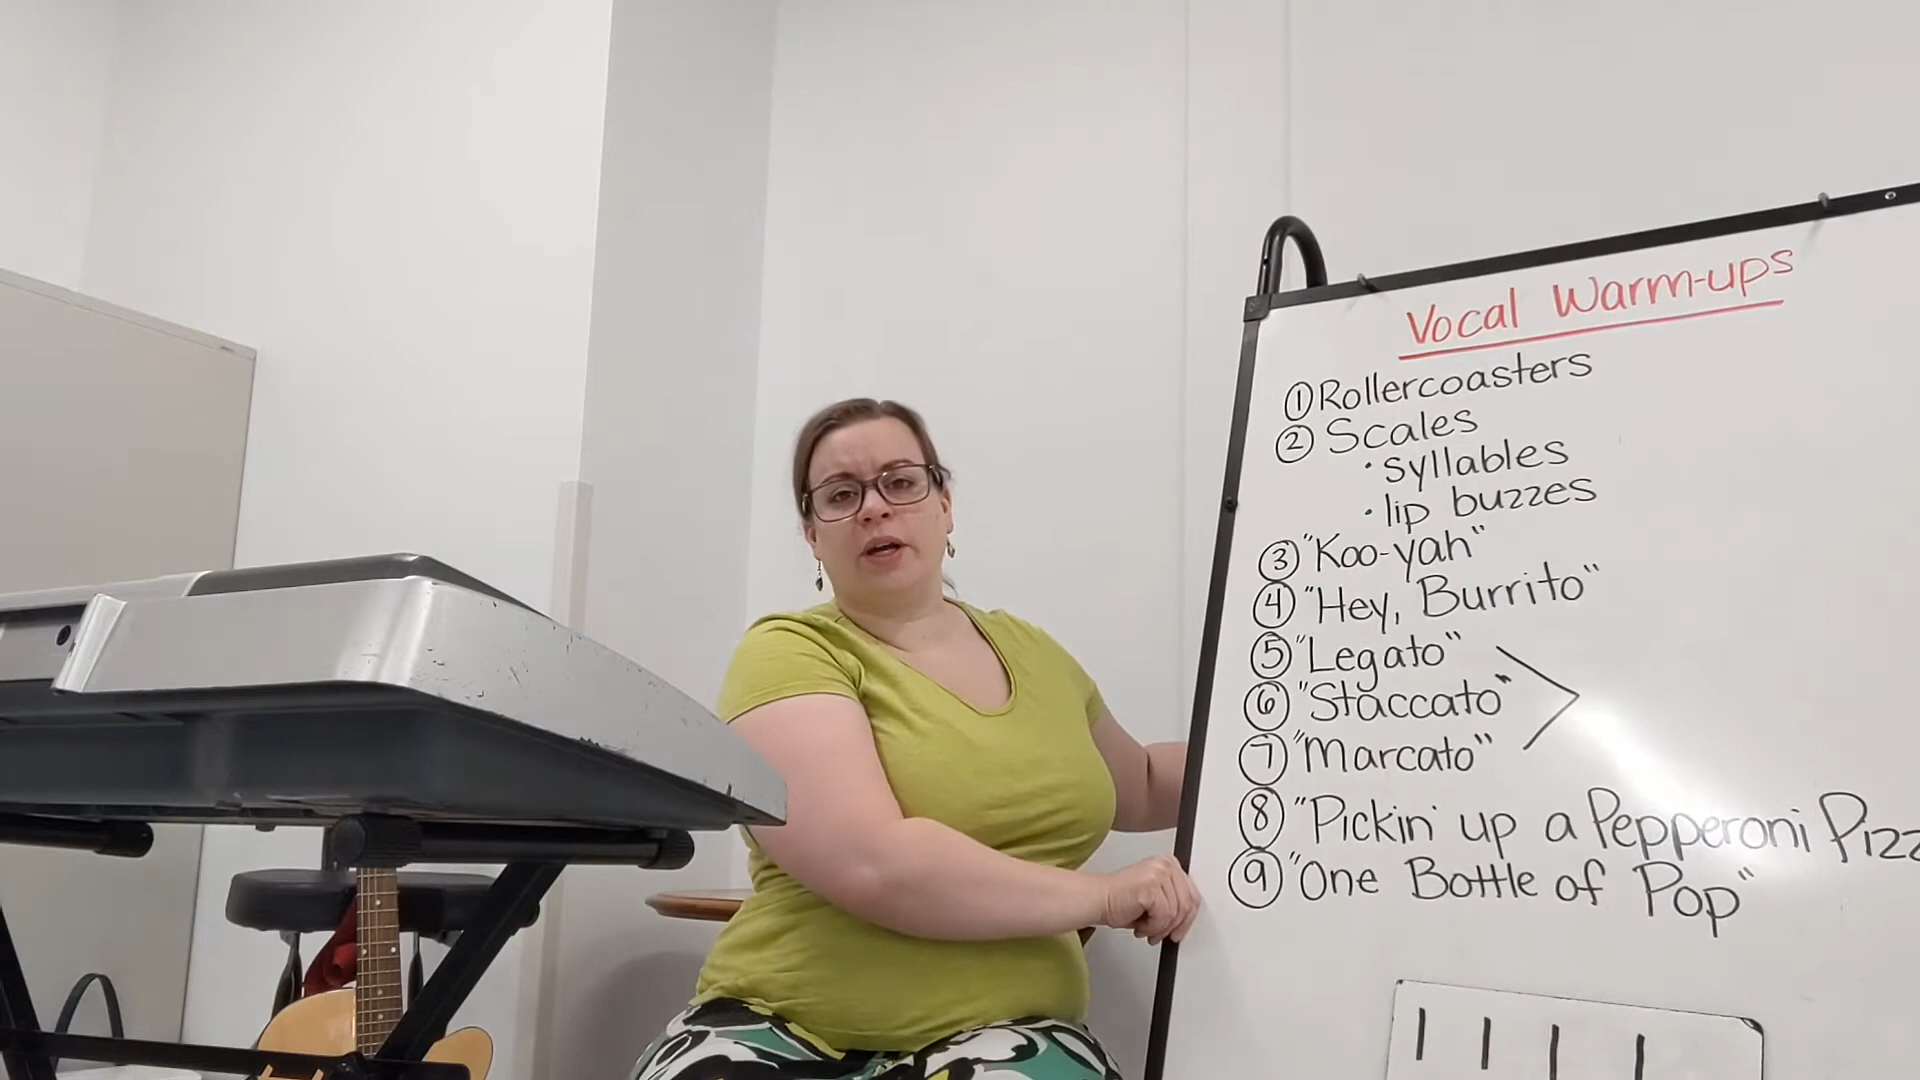 Vocal Warm-ups
① Rollercoasters
② Scales
• syllables
• lip buzzes
③ "Koo-yah"
④ "Hey, Burrito"
⑤ "Legato"
⑥ "Staccato"
⑦ "Marcato"
⑧ "Pickin' up a Pepperoni Pizz
⑨ "One Bottle of Pop"